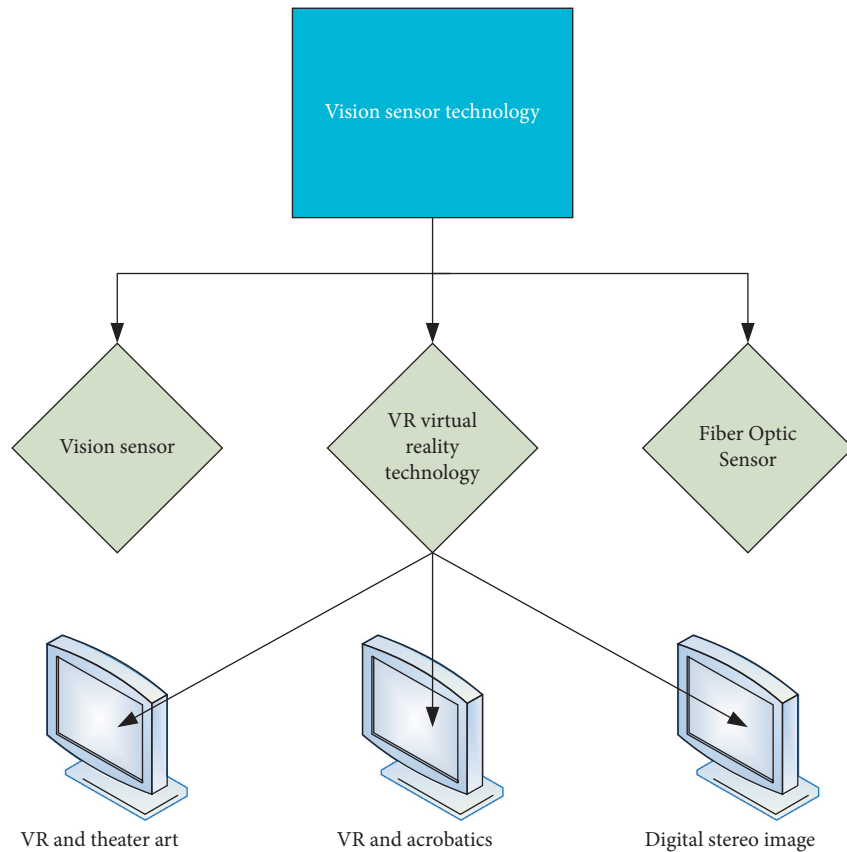 Vision sensor technology
Vision sensor
VR virtual
reality
technology
Fiber Optic
Sensor
VR and theater art
VR and acrobatics
Digital stereo image